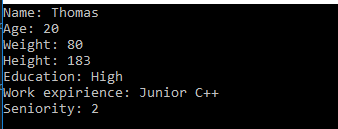 Name: Thomas
Age: 20
Weight: 80
Height: 183
Education: High
Work expirience: Junior C++
Seniority: 2